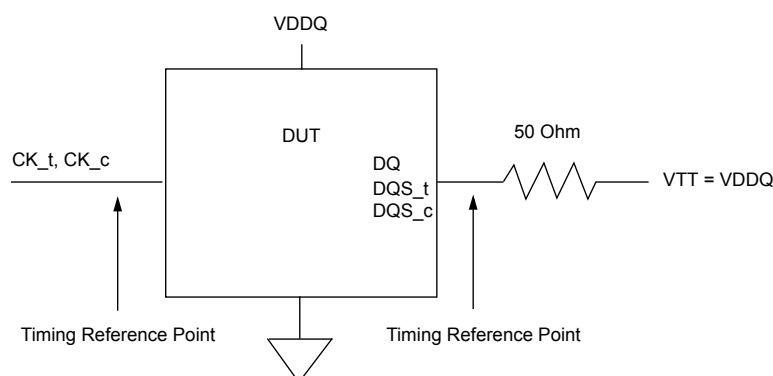 VDDQ
DUT
50 Ohm
CK_t, CK_c
DQ
DQS_t
DQS_c
VTT = VDDQ
Timing Reference Point
Timing Reference Point